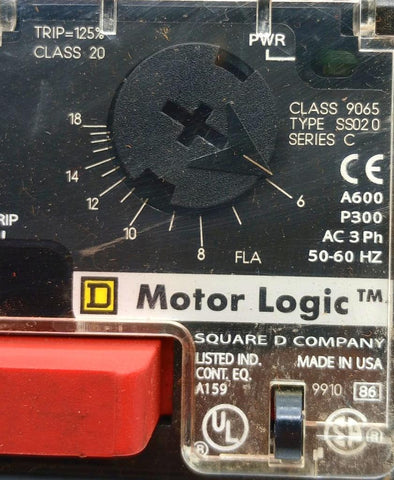 TRIP=125%
CLASS 20
PWR
CLASS 9065
TYPE SS020
SERIES C
CE
A600
P300
AC 3 Ph
50-60 HZ
18
14
12
10
8
6
FLA
RIP
D Motor Logic™
SQUARE D COMPANY
LISTED IND.
CONT. EQ.
A159
MADE IN USA
9910 86
UL ®
SA ®